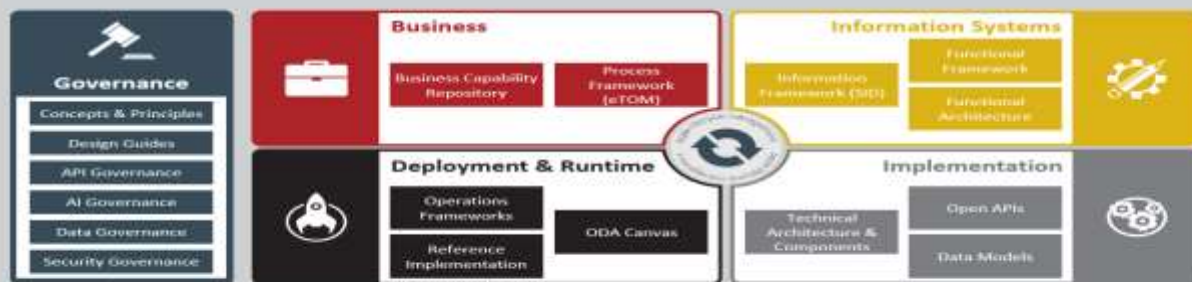 Governance
Concepts & Principles
Design Guides
API Governance
AI Governance
Data Governance
Security Governance
Business
Business Capability
Repository
Process
Framework
(eTOM)
Information Systems
Information
Framework (SID)
Functional
Framework
Functional
Architecture
Deployment & Runtime
Operations
Frameworks
Reference
Implementation
ODA Canvas
Implementation
Technical
Architecture &
Components
Open APIs
Data Models